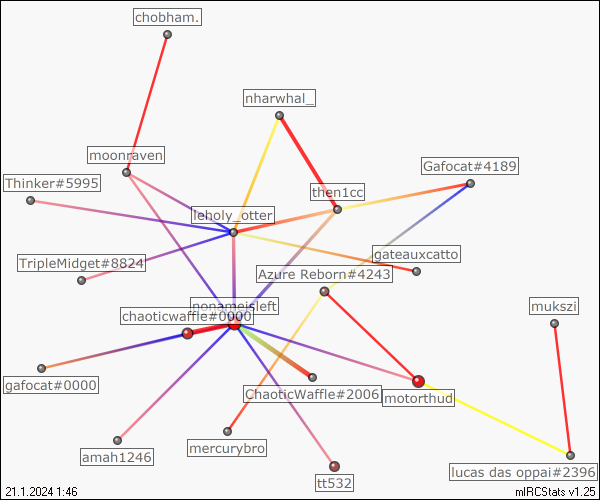 chobham.
nharwhal_
moonraven
Gafocat#4189
Thinker#5995
then1cc
leholy_otter
gateauxcatto
TripleMidget#8824
Azure Reborn#4243
nonameisleft
chaoticwaffle#0000
mukszi
gafocat#0000
ChaoticWaffle#2006
motorthud
mercurybro
amah1246
lucas das oppai#2396
tt532
21.1.2024 1:46
mIRCStats v1.25